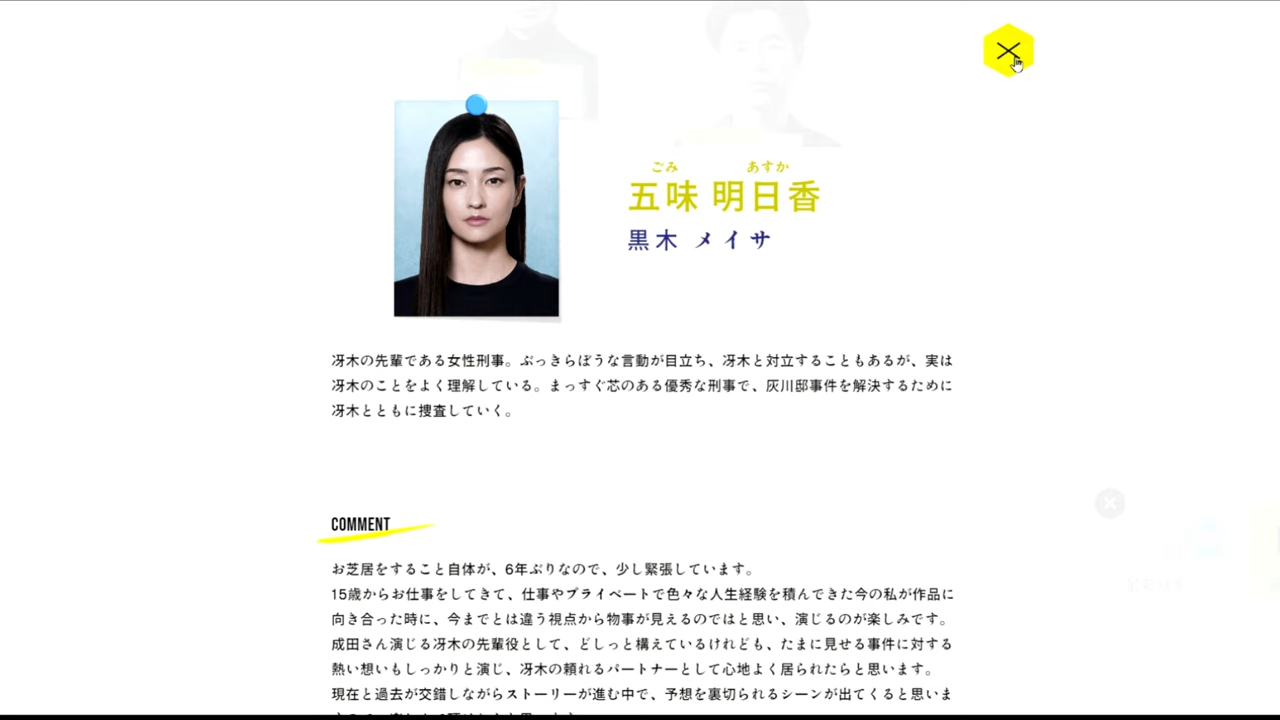 ごみ あすか
五味 明日香
黒木 メイサ
冴木の先輩である女性刑事。ぶっきらぼうな言動が目立ち、冴木と対立することもあるが、実は
冴木のことをよく理解している。まっすぐ芯のある優秀な刑事で、灰川邸事件を解決するために
冴木とともに捜査していく。
COMMENT
お芝居をすること自体が、6年ぶりなので、少し緊張しています。
15歳からお仕事をしてきて、仕事やプライベートで色々な人生経験を積んできた今の私が作品に
向き合った時に、今までとは違う視点から物事が見えるのではと思い、演じるのが楽しみです。
成田さん演じる冴木の先輩役として、どしっと構えているけれども、たまに見せる事件に対する
熱い想いもしっかりと演じ、冴木の頼れるパートナーとして心地よく居られたらと思います。
現在と過去が交錯しながらストーリーが進む中で、予想を裏切られるシーンが出てくると思いま